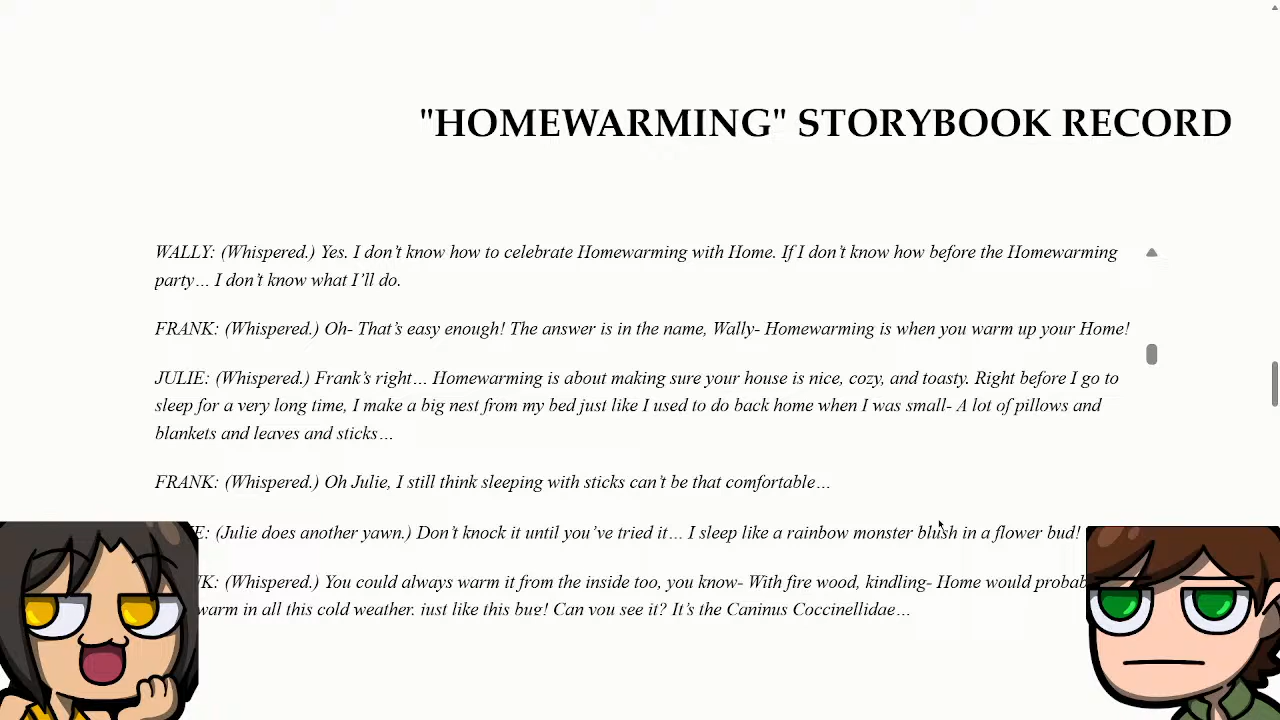 "HOMEWARMING" STORYBOOK RECORD
WALLY: (Whispered.) Yes. I don't know how to celebrate Homewarming with Home. If I don't know how before the Homewarming
party… I don't know what I'll do.
FRANK: (Whispered.) Oh- That's easy enough! The answer is in the name, Wally- Homewarming is when you warm up your Home!
JULIE: (Whispered.) Frank's right… Homewarming is about making sure your house is nice, cozy, and toasty. Right before I go to
sleep for a very long time, I make a big nest from my bed just like I used to do back home when I was small- A lot of pillows and
blankets and leaves and sticks…
FRANK: (Whispered.) Oh Julie, I still think sleeping with sticks can't be that comfortable…
(Julie does another yawn.) Don't knock it until you've tried it… I sleep like a rainbow monster blush in a flower bud!
(Whispered.) You could always warm it from the inside too, you know- With fire wood, kindling- Home would
warm in all this cold weather, just like this bug! Can you see it? It's the Caninus Coccinellidae…